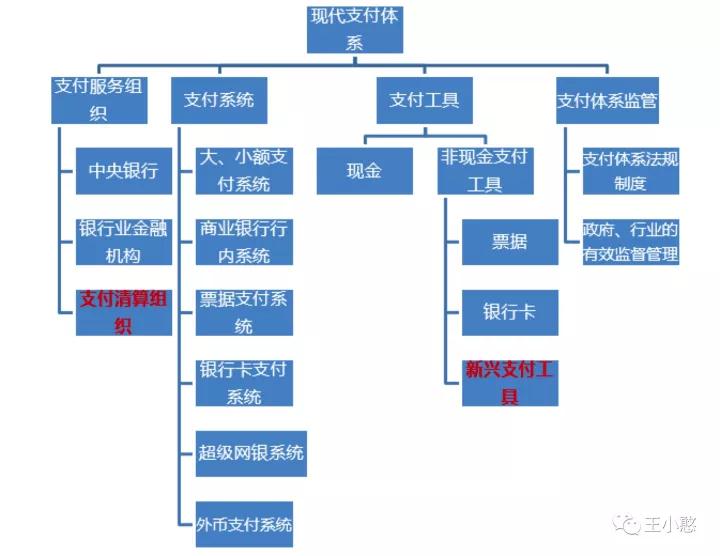 现代支付体
系
支付服务组
织
支付系统
支付工具
支付体系监管
中央银行
银行业金融
机构
支付清算组
织
大、小额支
付系统
商业银行行
内系统
票据支付系
统
银行卡支付
系统
超级网银系统
外币支付系统
现金
非现金支付
工具
票据
银行卡
新兴支付工
具
支付体系法规
制度
政府、行业的
有效监督管理
王小憨